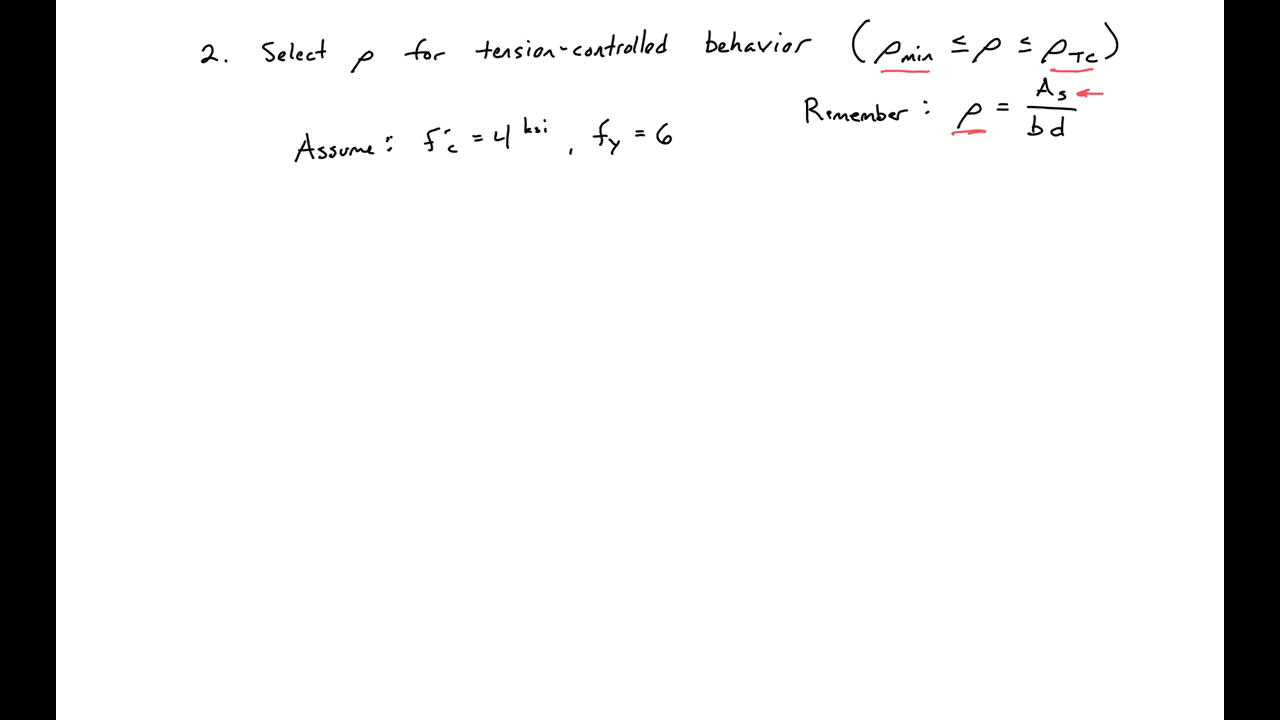 2. Select ρ for tension-controlled behavior (ρmin ≤ ρ ≤ ρTC)
Remember: ρ = As / bd
Assume: f'c = 4 ksi, fy = 6